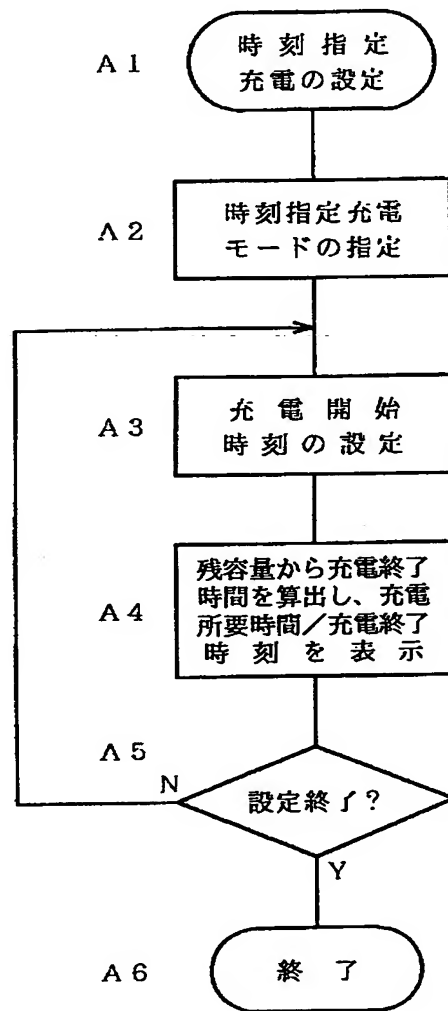 A1
時刻指定
充電の設定
A2
時刻指定充電
モードの指定
A3
充電開始
時刻の設定
A4
残容量から充電終了
時間を算出し、充電
所要時間／充電終了
時刻を表示
A5
N
設定終了?
Y
A6
終了